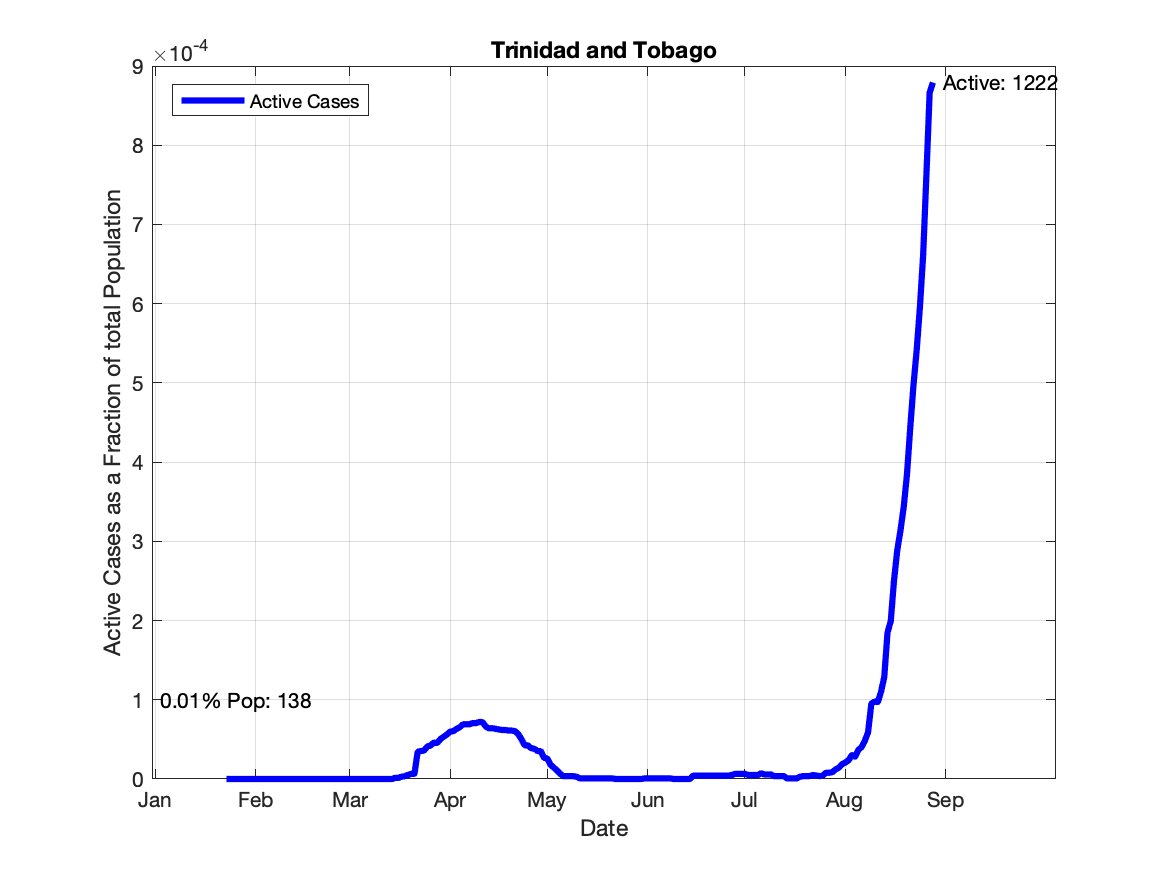 Trinidad and Tobago
×10-4
Active Cases
Active: 1222
0.01% Pop: 138
Active Cases as a Fraction of total Population
9
8
7
6
5
4
3
2
1
0
Jan Feb Mar Apr May Jun Jul Aug Sep
Date